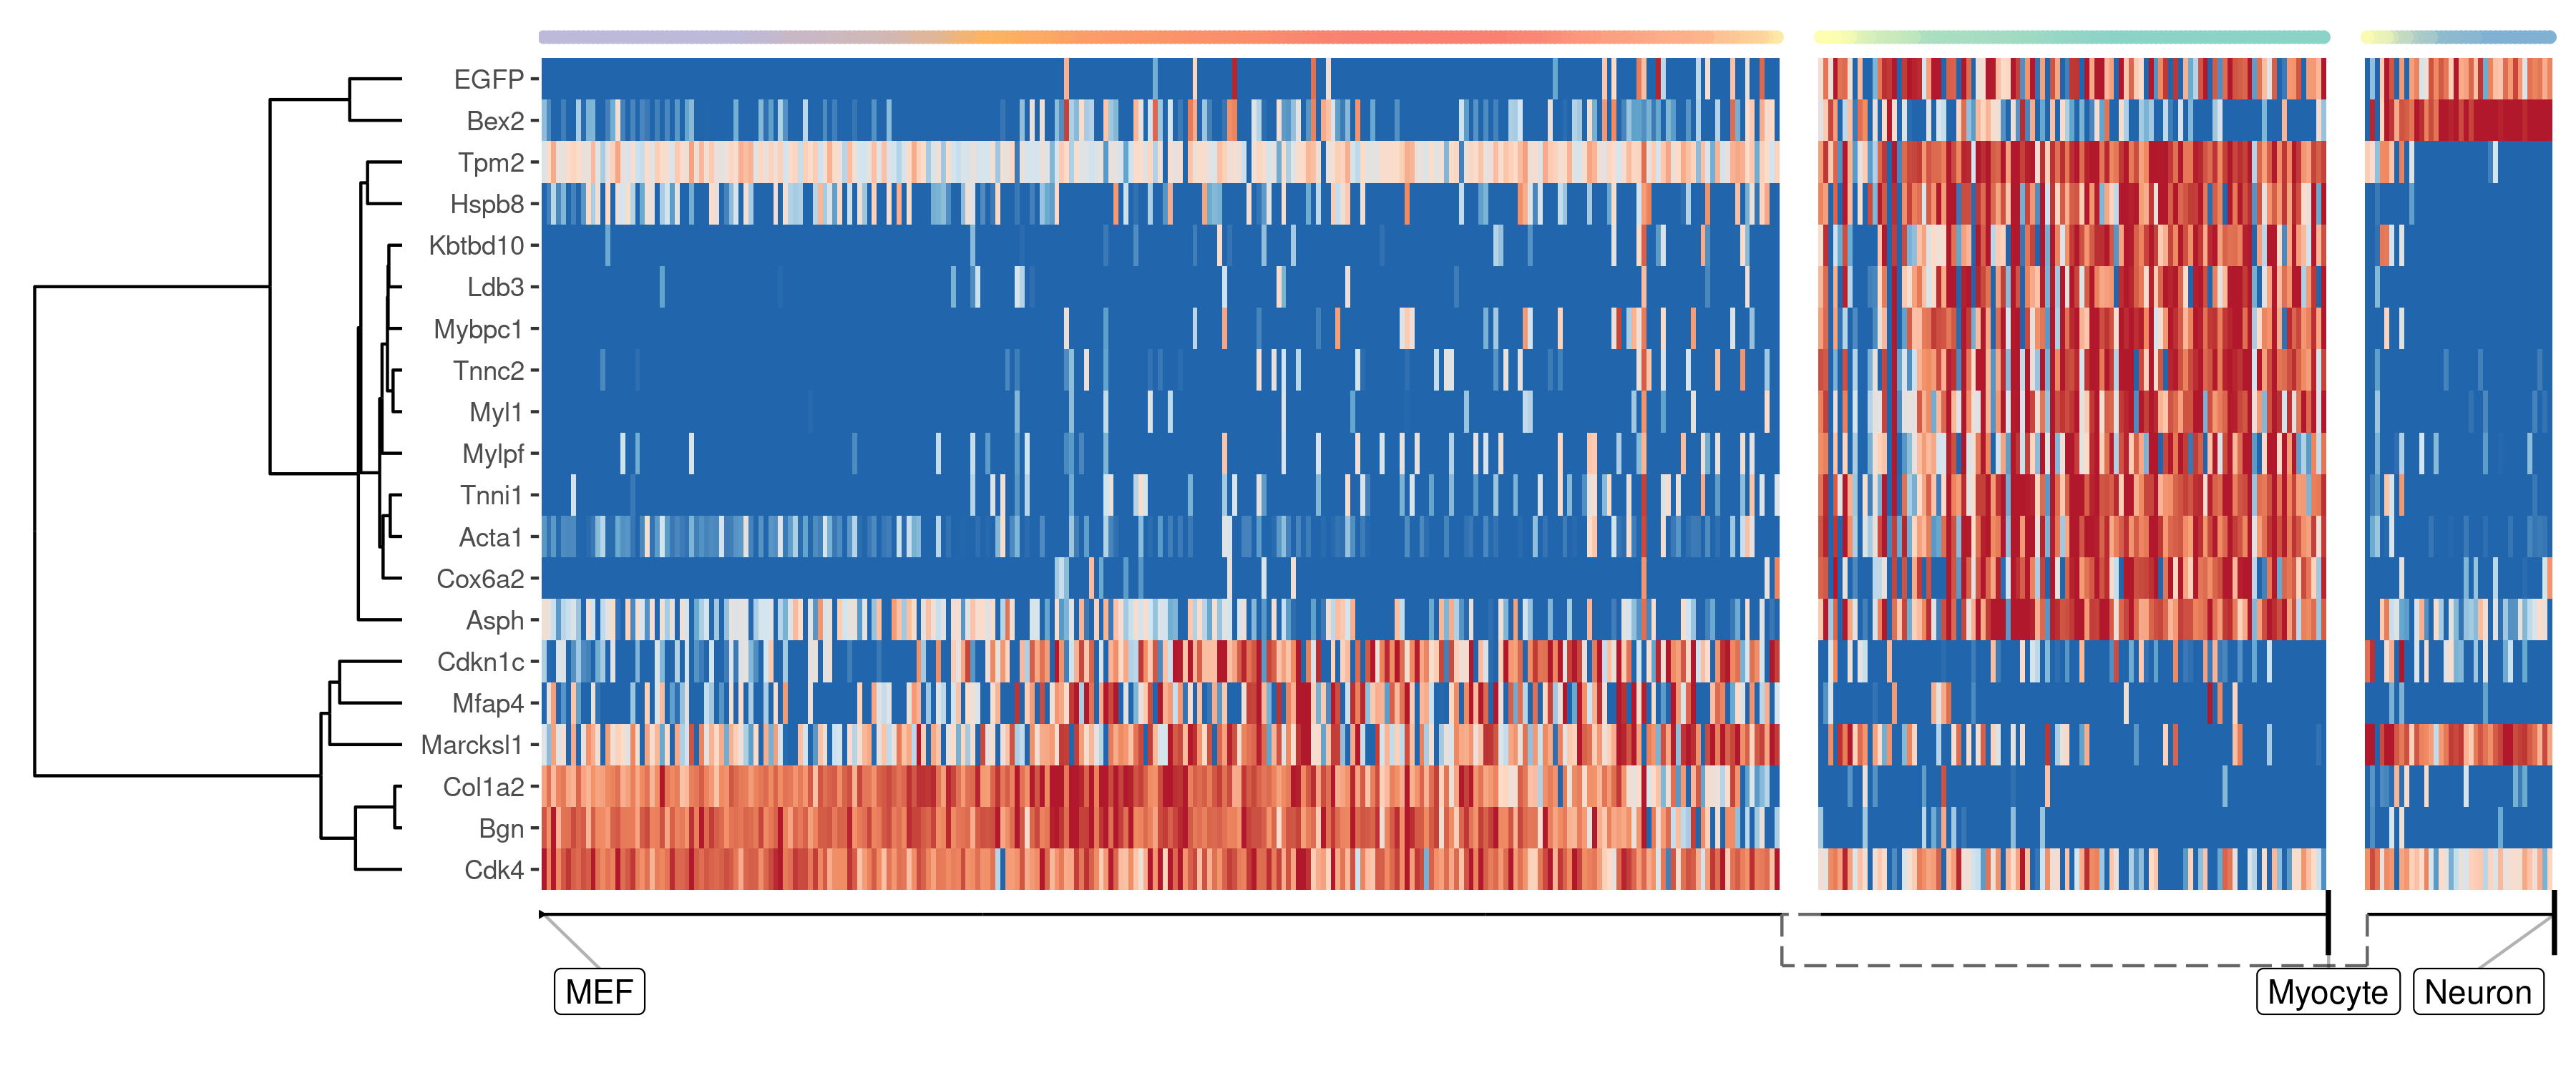 EGFP
Bex2
Tpm2
Hspb8
Kbtbd10
Ldb3
Mybpc1
Tnnc2
Myl1
Mylpf
Tnni1
Acta1
Cox6a2
Asph
Cdkn1c
Mfap4
Marcksl1
Col1a2
Bgn
Cdk4
MEF Myocyte Neuron